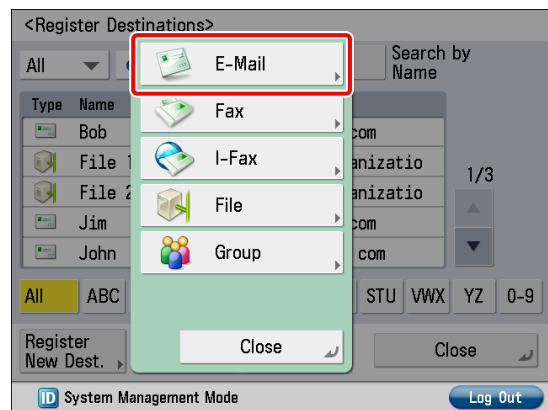 <Register Destinations>
All
Search by
Name
E-Mail
Type Name
Fax
Bob
com
File 1
I-Fax
anizatio
1/3
File 2
File
anizatio
Jim
com
John
Group
com
All
ABC
STU
VWX
YZ
0-9
Register
New Dest.
Close
Close
ID System Management Mode
Log Out